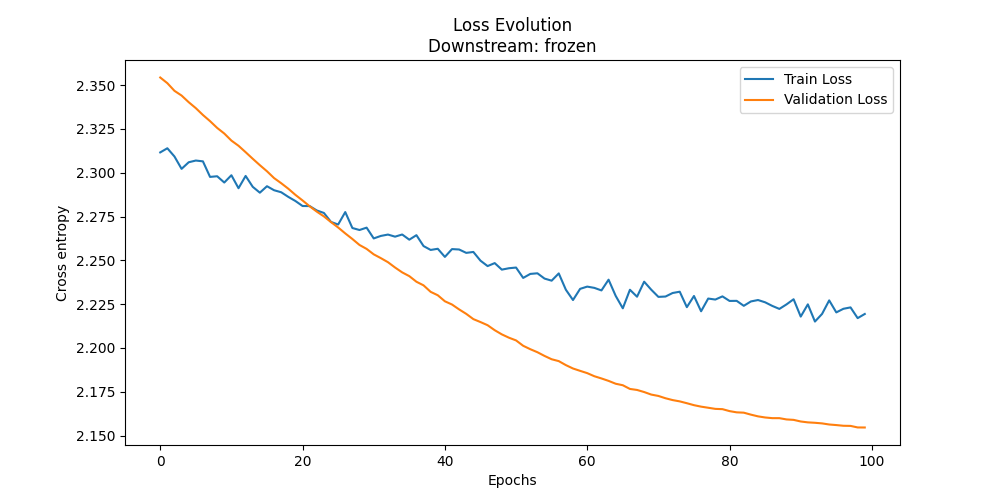 Loss Evolution
Downstream: frozen
Train Loss
Validation Loss
Cross entropy
2.350
2.325
2.300
2.275
2.250
2.225
2.200
2.175
2.150
0 20 40 60 80 100
Epochs